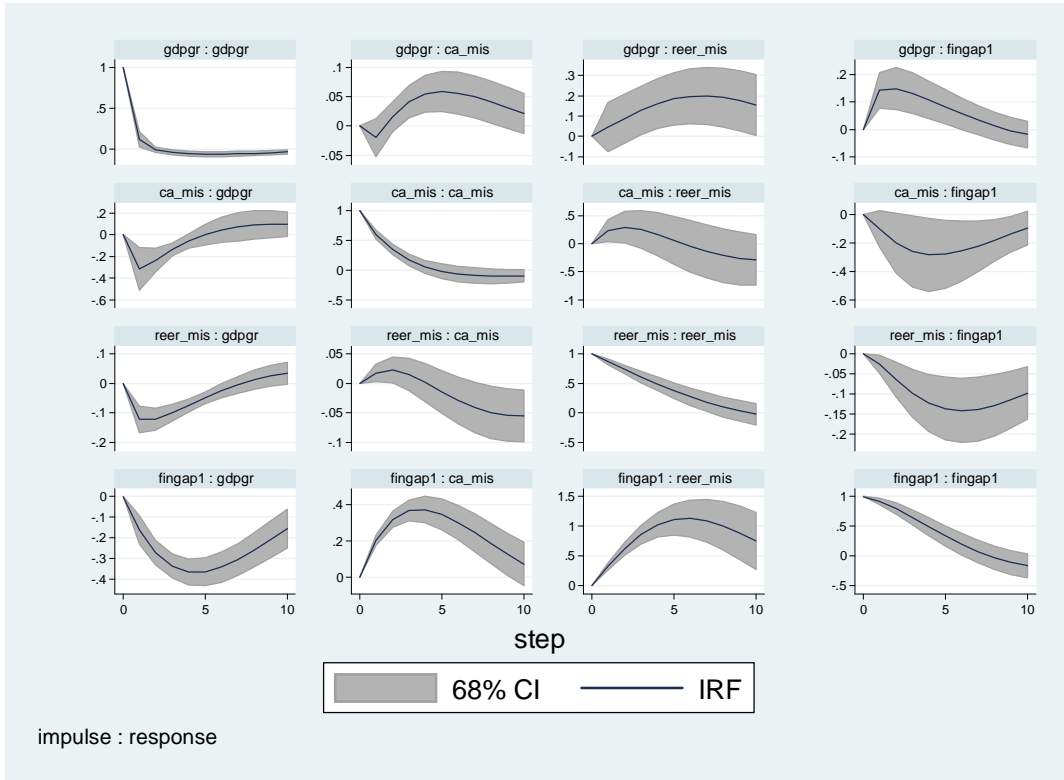 gdpgr : gdpgr
gdpgr : ca_mis
gdpgr : reer_mis
gdpgr : fingap1
1
.5
0
.1
.05
0
-.05
.3
.2
.1
0
-.1
.2
.1
0
-.1
ca_mis : gdpgr
ca_mis : ca_mis
ca_mis : reer_mis
ca_mis : fingap1
.2
0
-.2
-.4
-.6
1
.5
0
-.5
.5
0
-.5
-1
0
-.2
-.4
-.6
reer_mis : gdpgr
reer_mis : ca_mis
reer_mis : reer_mis
reer_mis : fingap1
.1
0
-.1
-.2
.05
0
-.05
-.1
1
.5
0
-.5
0
-.05
-.1
-.15
-.2
fingap1 : gdpgr
fingap1 : ca_mis
fingap1 : reer_mis
fingap1 : fingap1
0
-.1
-.2
-.3
-.4
.4
.2
0
1.5
1
.5
0
1
.5
0
-.5
0 5 10
0 5 10
0 5 10
0 5 10
step
68% CI IRF
impulse : response